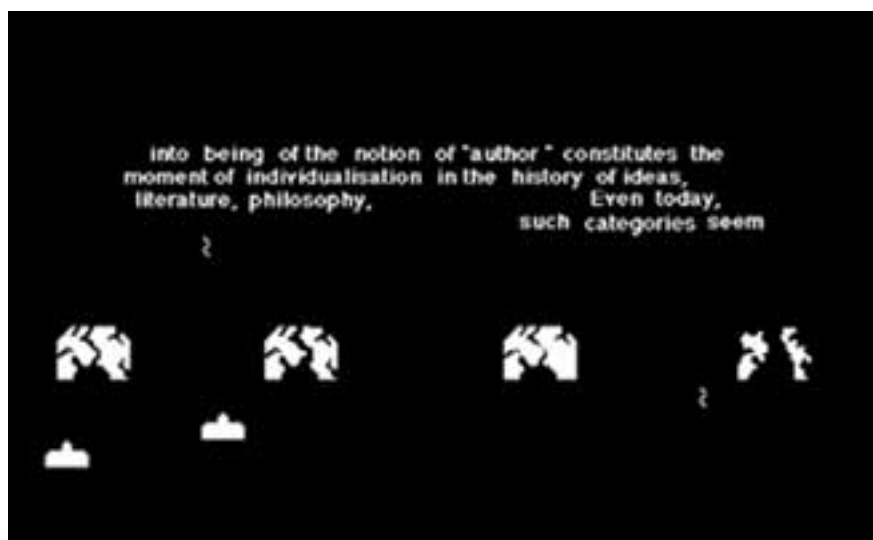 into being of the notion of "author" constitutes the
moment of individualisation in the history of ideas,
literature, philosophy, Even today,
such categories seem